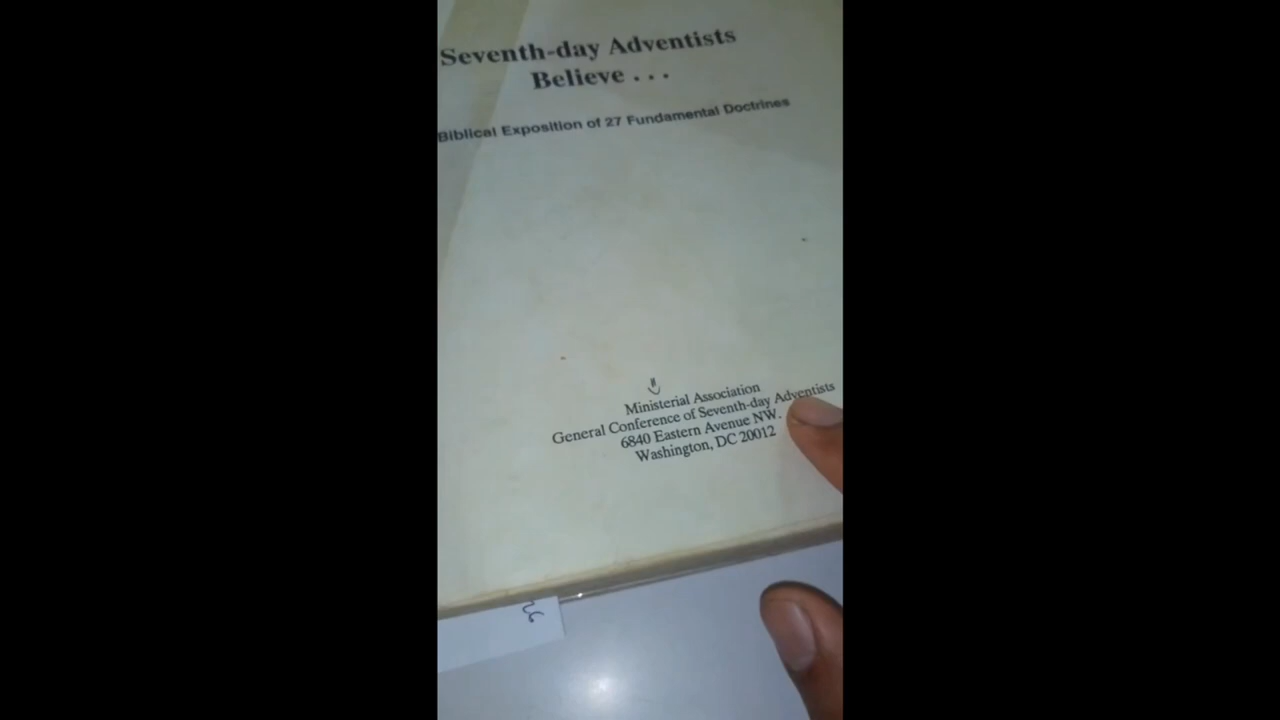 Seventh-day Adventists
Believe . . .
Biblical Exposition of 27 Fundamental Doctrines
Ministerial Association
General Conference of Seventh-day Adventists
6840 Eastern Avenue NW.
Washington, DC 20012